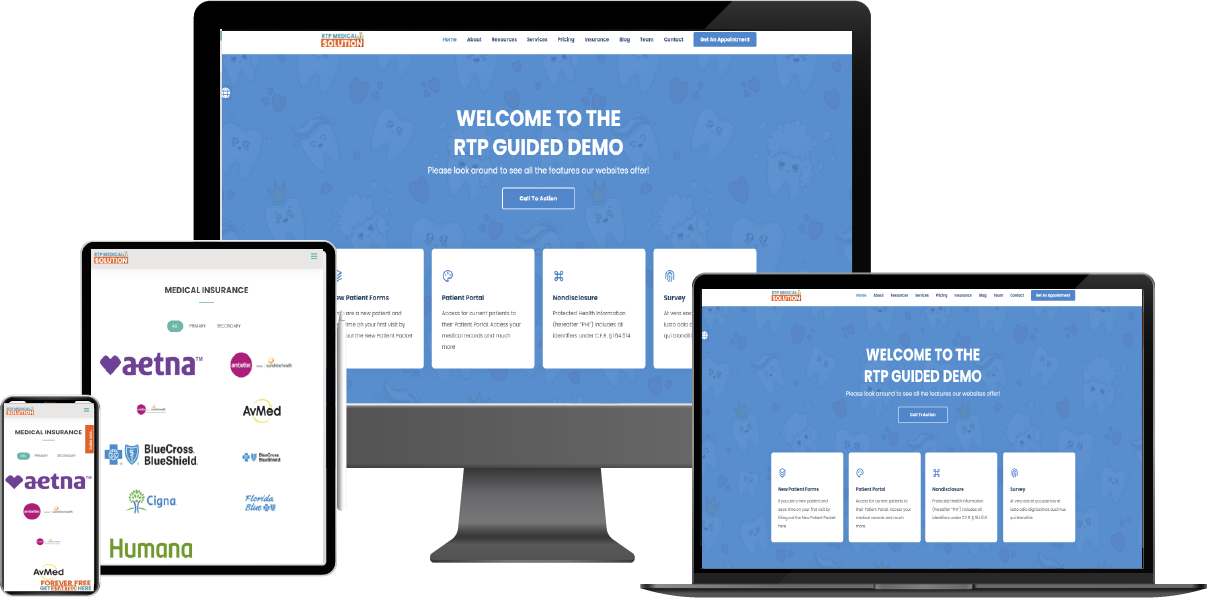 RTP MEDICAL
SOLUTION
Home About Resources Services Pricing Insurance Blog Team Contact Get An Appointment
WELCOME TO THE
RTP GUIDED DEMO
Please look around to see all the features our websites offer!
Call To Action
ew Patient Forms
are a new patient and
ime on your first visit by
out the New Patient Packet
Patient Portal
Access for current patients to
their Patient Portal. Access your
medical records and much
more
Nondisclosure
Protected Health Information
(hereafter "PHI") includes all
identifiers under C.F.R. § 164.514
Survey
At vero eos
iusto odio d
qui blandit
RTP MEDICAL
SOLUTION
MEDICAL INSURANCE
All PRIMARY SECONDARY
aetna™
ambetter
sunshine health
AvMed
BlueCross
BlueShield
BlueCross
BlueShield
Cigna
Florida
Blue
Humana
RTP MEDICAL
SOLUTION
MEDICAL INSURANCE
All PRIMARY SECONDARY
aetna™
ambetter
AvMed
FOREVER FREE
GET STARTED HERE
RTP MEDICAL
SOLUTION
Home About Resources Services Pricing Insurance Blog Team Contact Get An Appointment
WELCOME TO THE
RTP GUIDED DEMO
Please look around to see all the features our websites offer!
Call To Action
New Patient Forms
If you are a new patient and
save time on your first visit by
filling out the New Patient Packet
here
Patient Portal
Access for current patients to
their Patient Portal. Access your
medical records and much
more
Nondisclosure
Protected Health Information
(hereafter "PHI") includes all
identifiers under C.F.R. § 164.514
Survey
At vero eos et accusamus et
iusto odio dignissimos ducimus
qui blanditiis